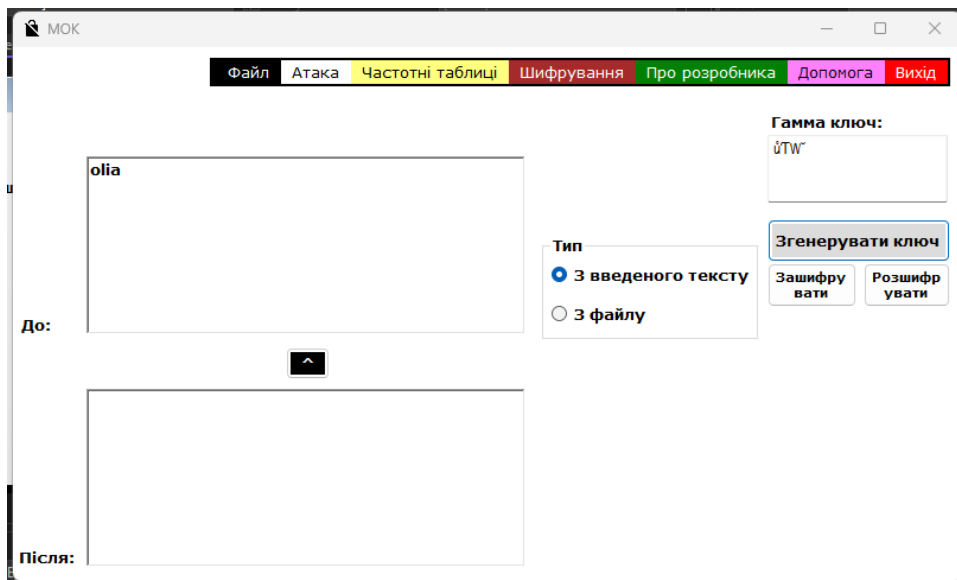 МОК
Файл Атака Частотні таблиці Шифрування Про розробника Допомога Вихід
Гамма ключ:
ůTW˘
olia
Згенерувати ключ
Тип
З введеного тексту
Зашифру
вати
Розшифр
увати
З файлу
До:
^
Після: